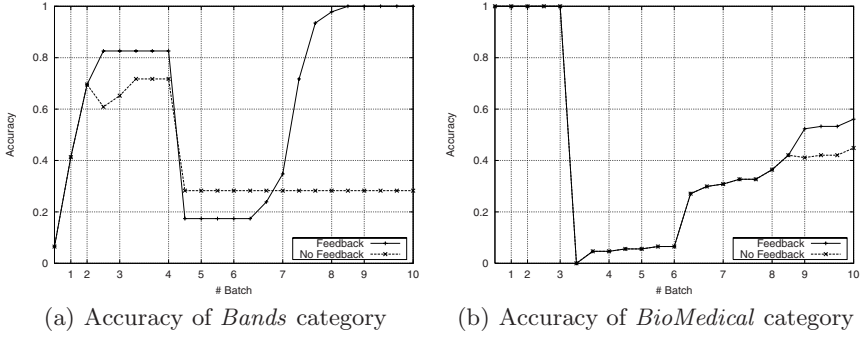 1
0.8
0.6
0.4
0.2
0
Accuracy
1 2 3 4 5 6 7 8 9 10
# Batch
Feedback
No Feedback
(a) Accuracy of Bands category
1
0.8
0.6
0.4
0.2
0
Accuracy
1 2 3 4 5 6 7 8 9 10
# Batch
Feedback
No Feedback
(b) Accuracy of BioMedical category